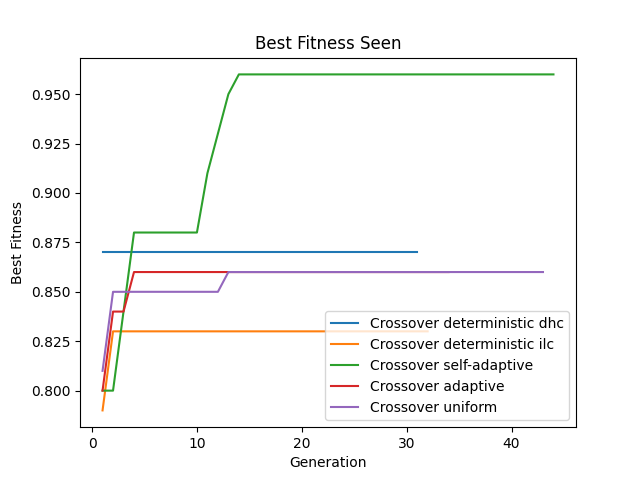 Best Fitness Seen
Best Fitness
0.950
0.925
0.900
0.875
0.850
0.825
0.800
0
10
20
30
40
Generation
Crossover deterministic dhc
Crossover deterministic ilc
Crossover self-adaptive
Crossover adaptive
Crossover uniform